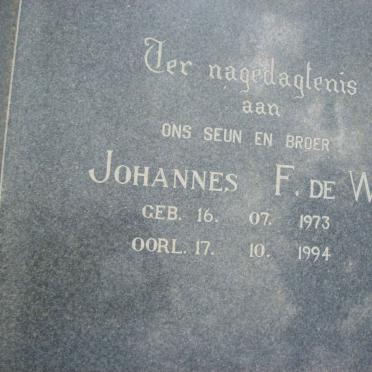 Ter nagedagtenis
aan
ONS SEUN EN BROER
JOHANNES F. DE W
GEB. 16. 07. 1973
OORL. 17. 10. 1994